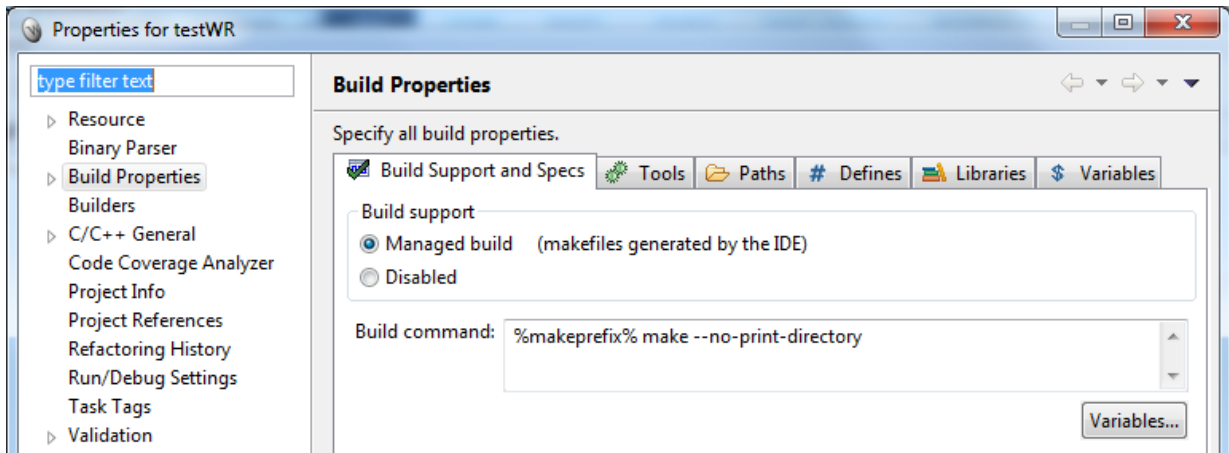 Properties for testWR
type filter text
Resource
Binary Parser
Build Properties
Builders
C/C++ General
Code Coverage Analyzer
Project Info
Project References
Refactoring History
Run/Debug Settings
Task Tags
Validation
Build Properties
Specify all build properties.
Build Support and Specs Tools Paths # Defines Libraries $ Variables
Build support
Managed build (makefiles generated by the IDE)
Disabled
Build command: %makeprefix% make --no-print-directory
Variables...